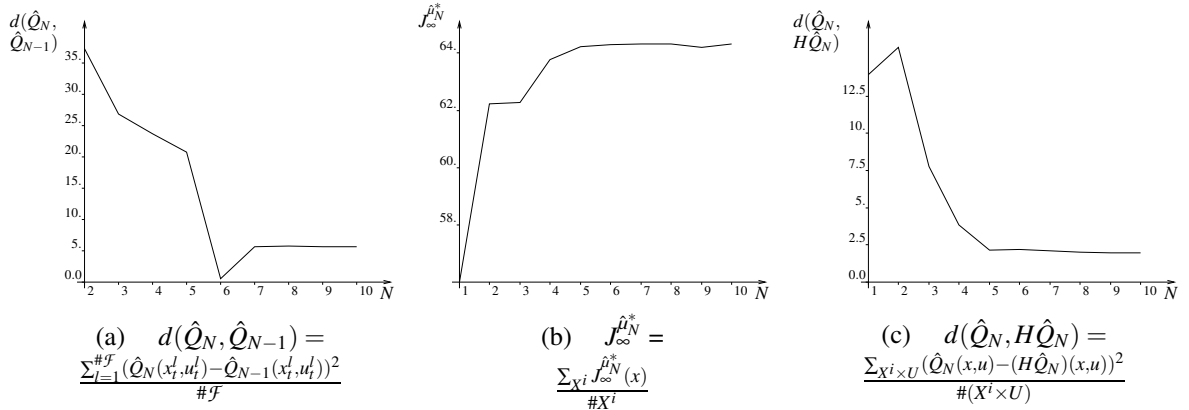 d(Q̂_N,
Q̂_{N−1})
35.
30.
25.
20.
15.
10.
5.
0.0
2 3 4 5 6 7 8 9 10 N
J_∞^{μ̂*_N}
64.
62.
60.
58.
1 2 3 4 5 6 7 8 9 10 N
d(Q̂_N,
HQ̂_N)
12.5
10.
7.5
5.
2.5
0.0
1 2 3 4 5 6 7 8 9 10 N
(a) d(Q̂_N, Q̂_{N−1}) =
∑_{l=1}^{#ℱ} (Q̂_N(x_t^l,u_t^l)−Q̂_{N−1}(x_t^l,u_t^l))^2
#ℱ
(b) J_∞^{μ̂*_N} =
∑_{X^i} J_∞^{μ̂*_N}(x)
#X^i
(c) d(Q̂_N, HQ̂_N) =
∑_{X^i×U} (Q̂_N(x,u)−(HQ̂_N)(x,u))^2
#(X^i×U)